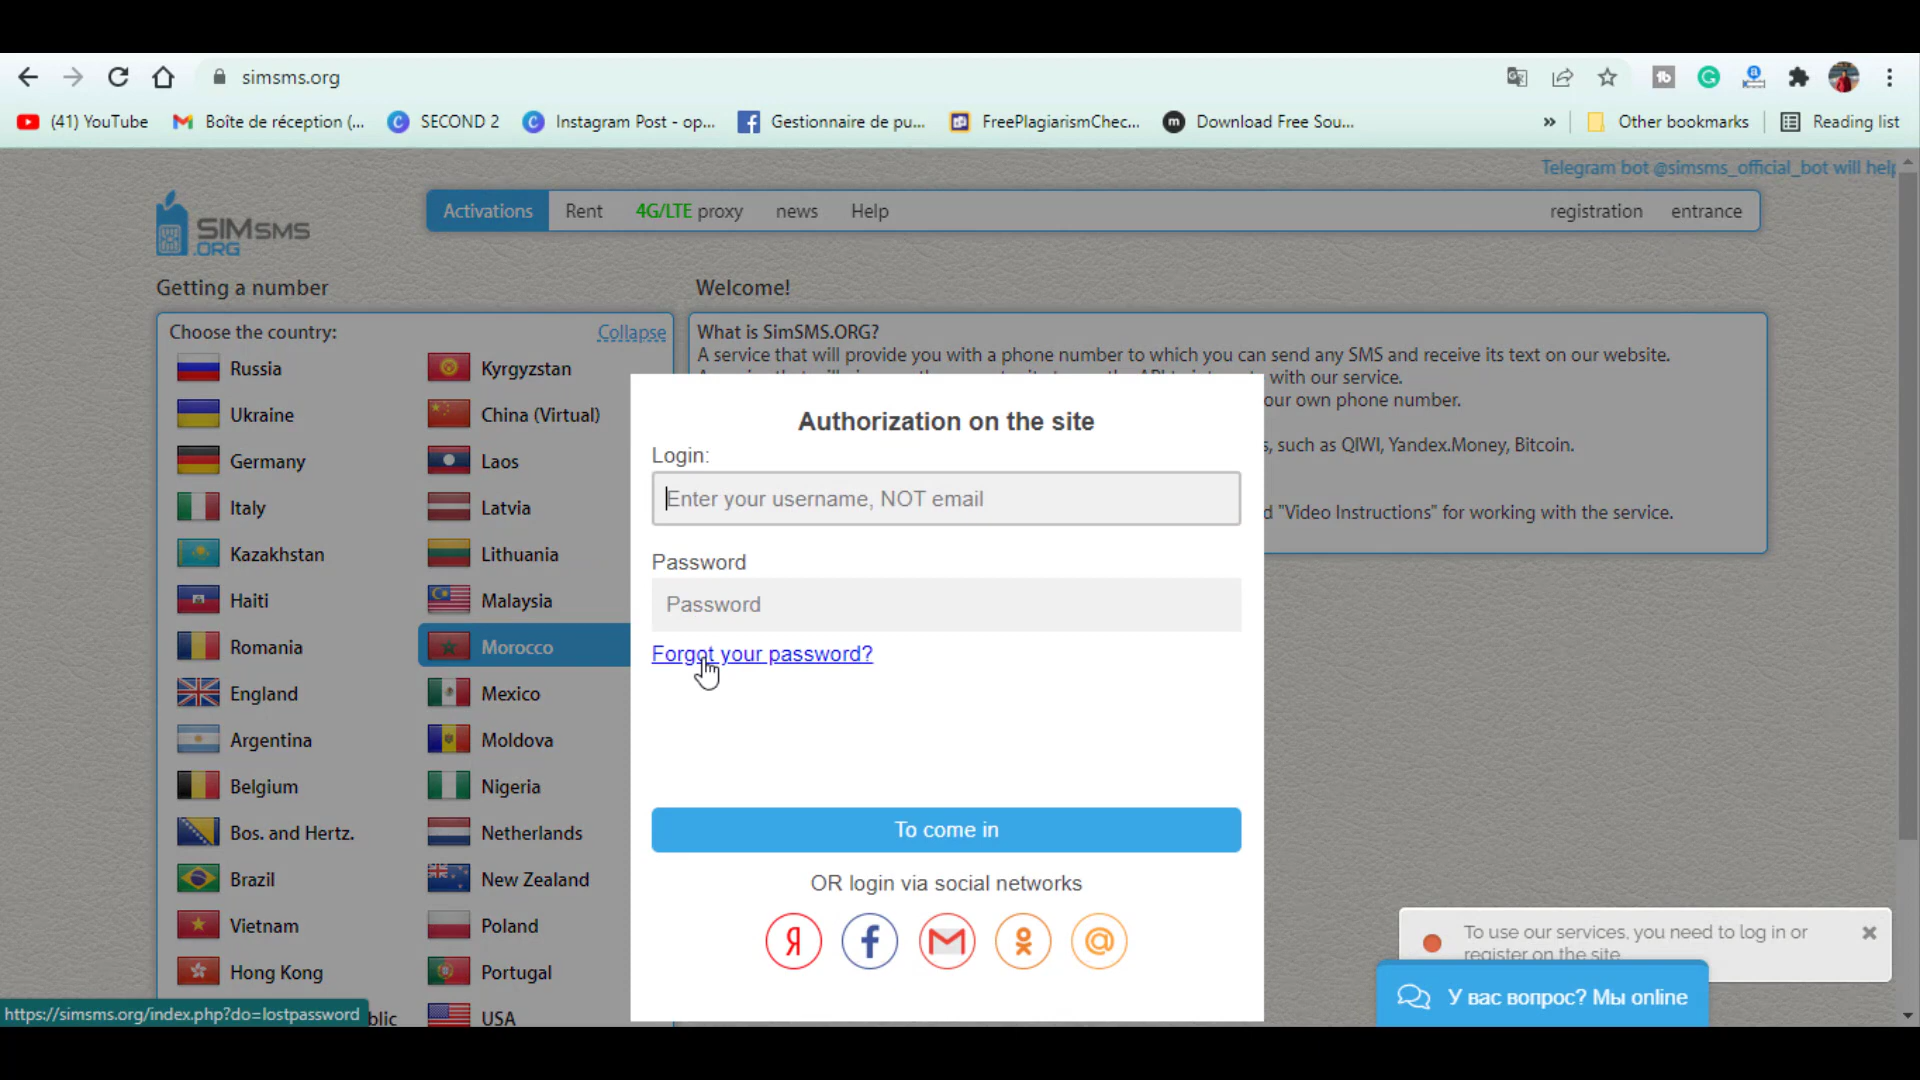 simsms.org
(41) YouTube
Boîte de réception (...
SECOND 2
Instagram Post - op...
Gestionnaire de pu...
FreePlagiarismChec...
Download Free Sou...
»
Other bookmarks
Reading list
Telegram bot @simsms_official_bot will help
SIMSMS
.ORG
Activations
Rent
4G/LTE proxy
news
Help
registration
entrance
Getting a number
Welcome!
Choose the country:
Collapse
Russia
Kyrgyzstan
Ukraine
China (Virtual)
Germany
Laos
Italy
Latvia
Kazakhstan
Lithuania
Haiti
Malaysia
Romania
Morocco
England
Mexico
Argentina
Moldova
Belgium
Nigeria
Bos. and Hertz.
Netherlands
Brazil
New Zealand
Vietnam
Poland
Hong Kong
Portugal
blic
USA
What is SimSMS.ORG?
A service that will provide you with a phone number to which you can send any SMS and receive its text on our website.
with our service.
our own phone number.
s, such as QIWI, Yandex.Money, Bitcoin.
d "Video Instructions" for working with the service.
Authorization on the site
Login:
Enter your username, NOT email
Password
Password
Forgot your password?
To come in
OR login via social networks
Я
f
@
To use our services, you need to log in or
register on the site
У вас вопрос? Мы online
https://simsms.org/index.php?do=lostpassword